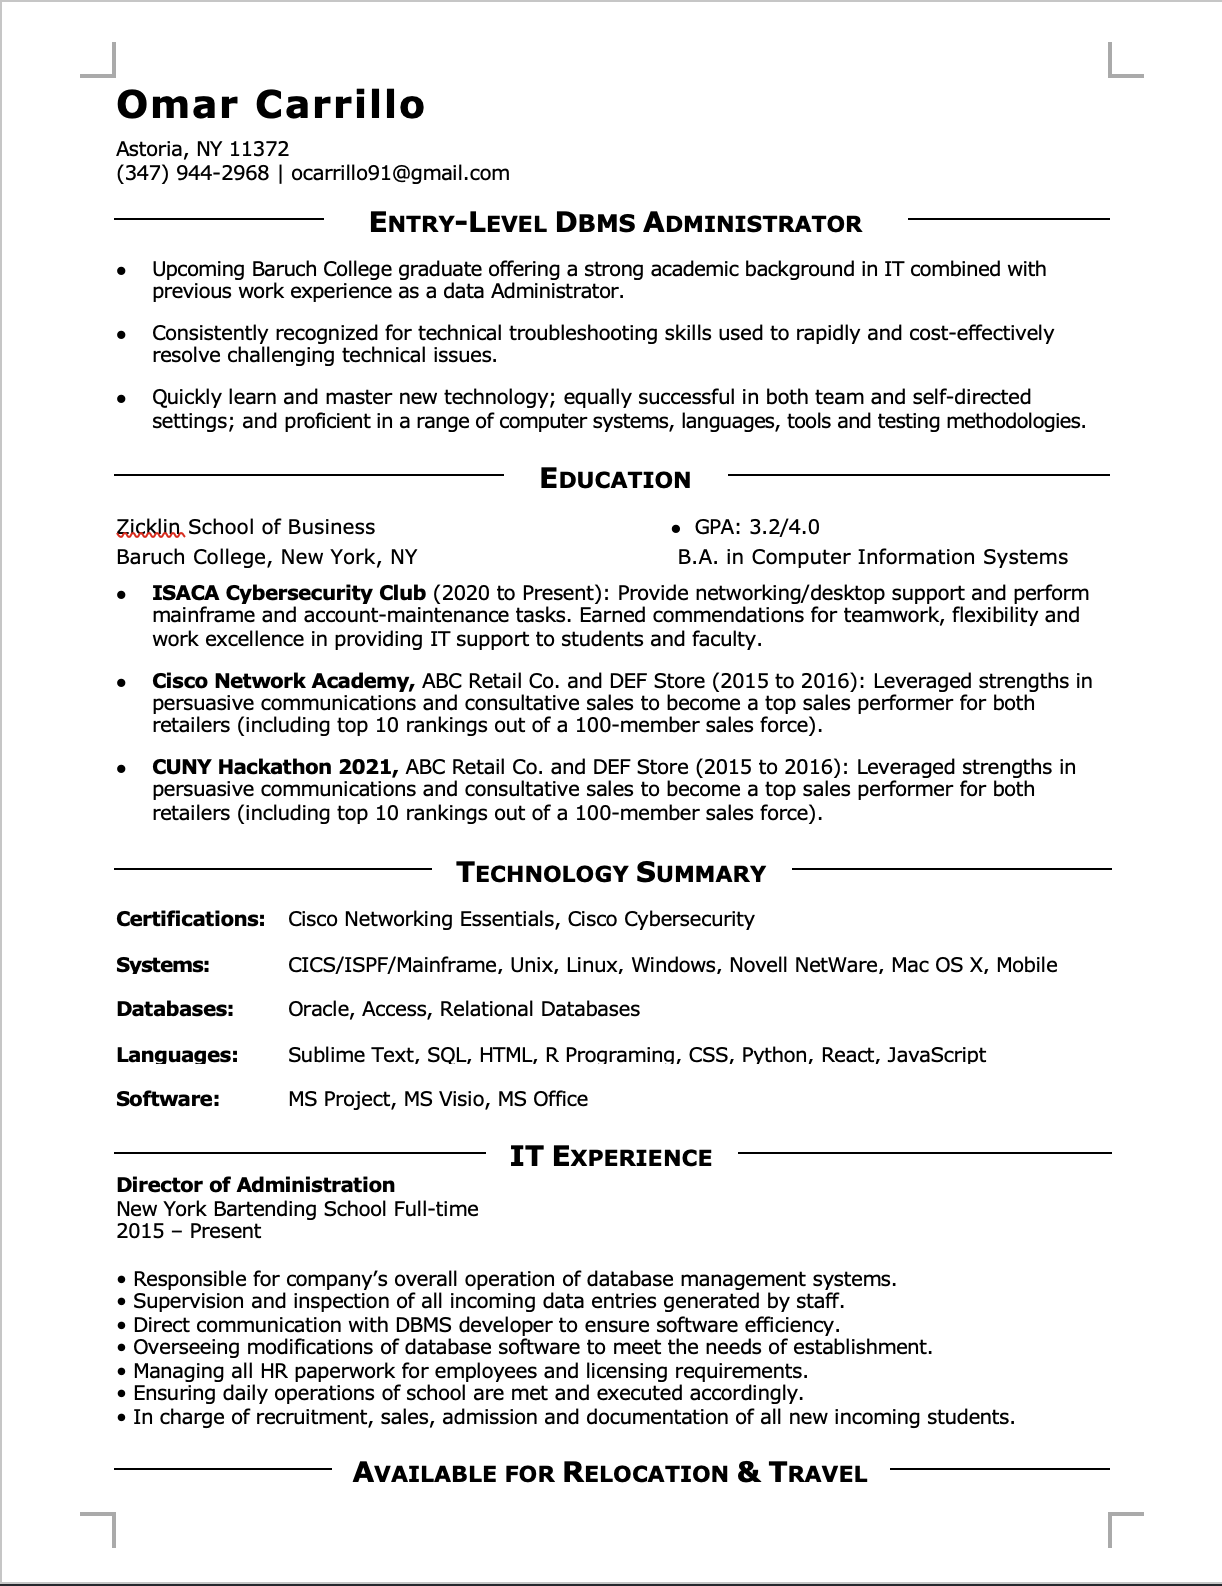 Omar Carrillo
Astoria, NY 11372
(347) 944-2968 | ocarrillo91@gmail.com
ENTRY-LEVEL DBMS ADMINISTRATOR
● Upcoming Baruch College graduate offering a strong academic background in IT combined with
previous work experience as a data Administrator.
● Consistently recognized for technical troubleshooting skills used to rapidly and cost-effectively
resolve challenging technical issues.
● Quickly learn and master new technology; equally successful in both team and self-directed
settings; and proficient in a range of computer systems, languages, tools and testing methodologies.
EDUCATION
Zicklin School of Business ● GPA: 3.2/4.0
Baruch College, New York, NY B.A. in Computer Information Systems
● ISACA Cybersecurity Club (2020 to Present): Provide networking/desktop support and perform
mainframe and account-maintenance tasks. Earned commendations for teamwork, flexibility and
work excellence in providing IT support to students and faculty.
● Cisco Network Academy, ABC Retail Co. and DEF Store (2015 to 2016): Leveraged strengths in
persuasive communications and consultative sales to become a top sales performer for both
retailers (including top 10 rankings out of a 100-member sales force).
● CUNY Hackathon 2021, ABC Retail Co. and DEF Store (2015 to 2016): Leveraged strengths in
persuasive communications and consultative sales to become a top sales performer for both
retailers (including top 10 rankings out of a 100-member sales force).
TECHNOLOGY SUMMARY
Certifications: Cisco Networking Essentials, Cisco Cybersecurity
Systems: CICS/ISPF/Mainframe, Unix, Linux, Windows, Novell NetWare, Mac OS X, Mobile
Databases: Oracle, Access, Relational Databases
Languages: Sublime Text, SQL, HTML, R Programing, CSS, Python, React, JavaScript
Software: MS Project, MS Visio, MS Office
IT EXPERIENCE
Director of Administration
New York Bartending School Full-time
2015 – Present
• Responsible for company’s overall operation of database management systems.
• Supervision and inspection of all incoming data entries generated by staff.
• Direct communication with DBMS developer to ensure software efficiency.
• Overseeing modifications of database software to meet the needs of establishment.
• Managing all HR paperwork for employees and licensing requirements.
• Ensuring daily operations of school are met and executed accordingly.
• In charge of recruitment, sales, admission and documentation of all new incoming students.
AVAILABLE FOR RELOCATION & TRAVEL